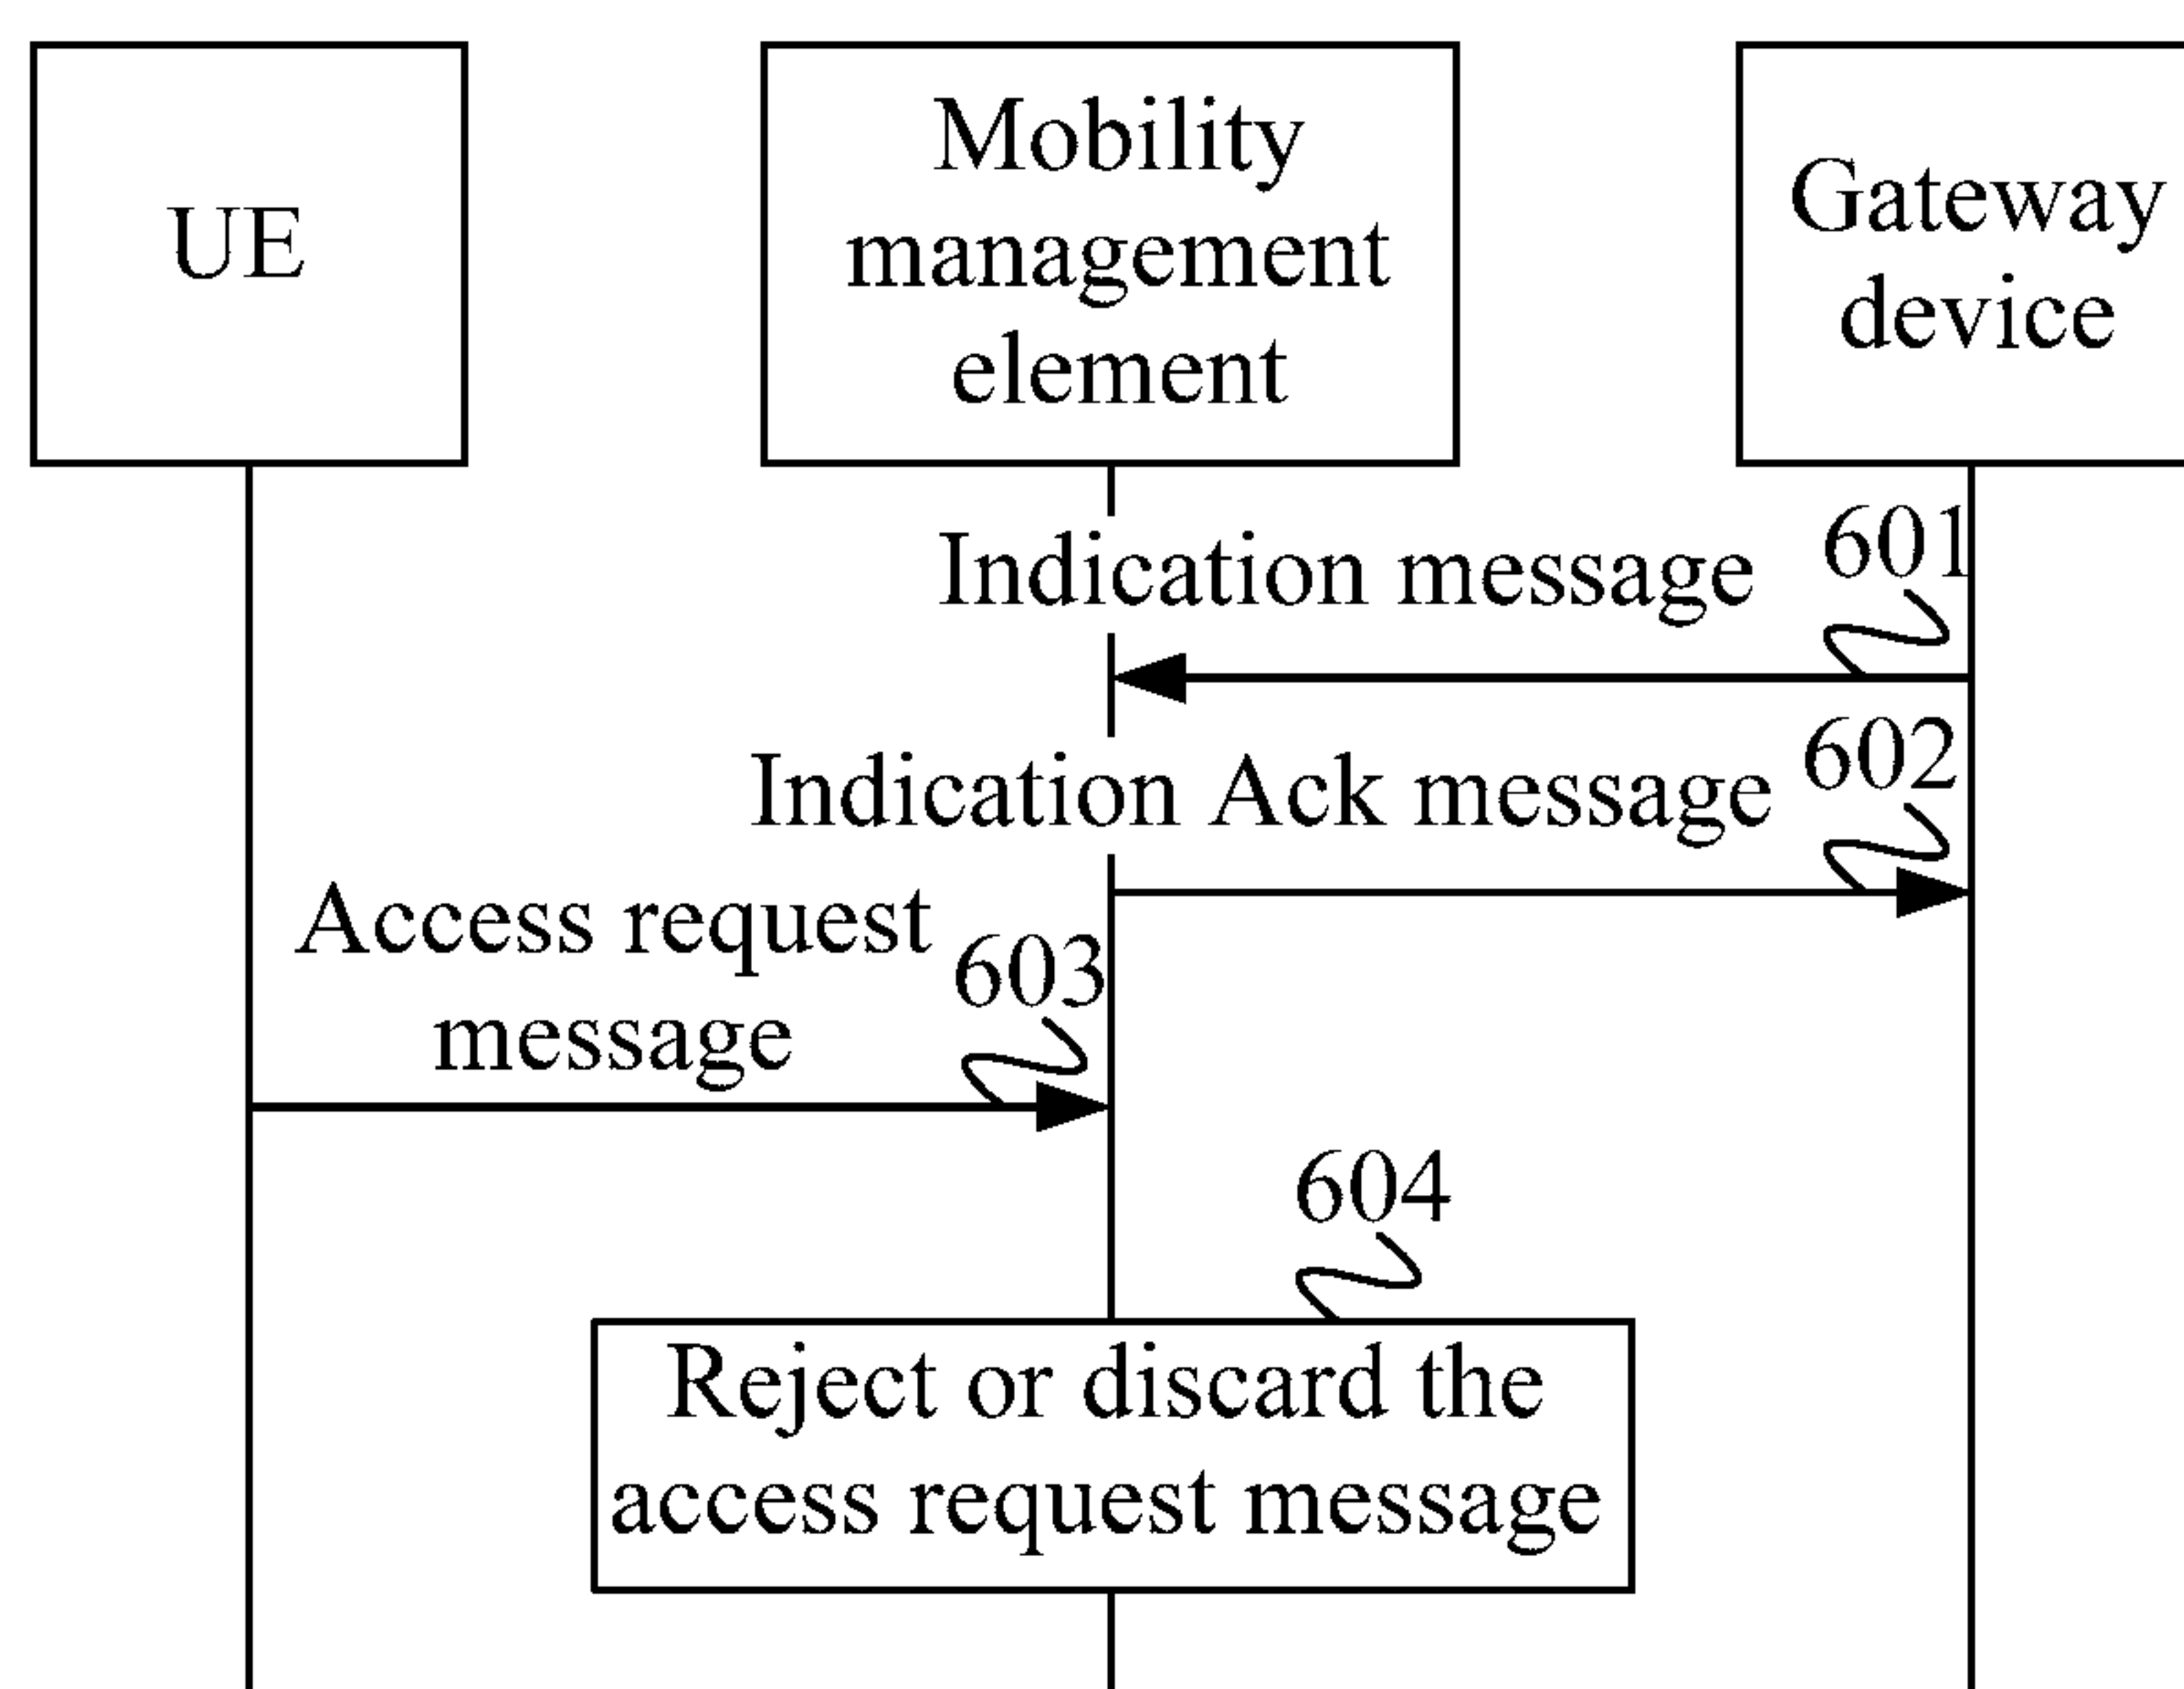 UE
Mobility
management
element
Gateway
device
Indication message
601
Indication Ack message
602
Access request
message
603
604
Reject or discard the
access request message